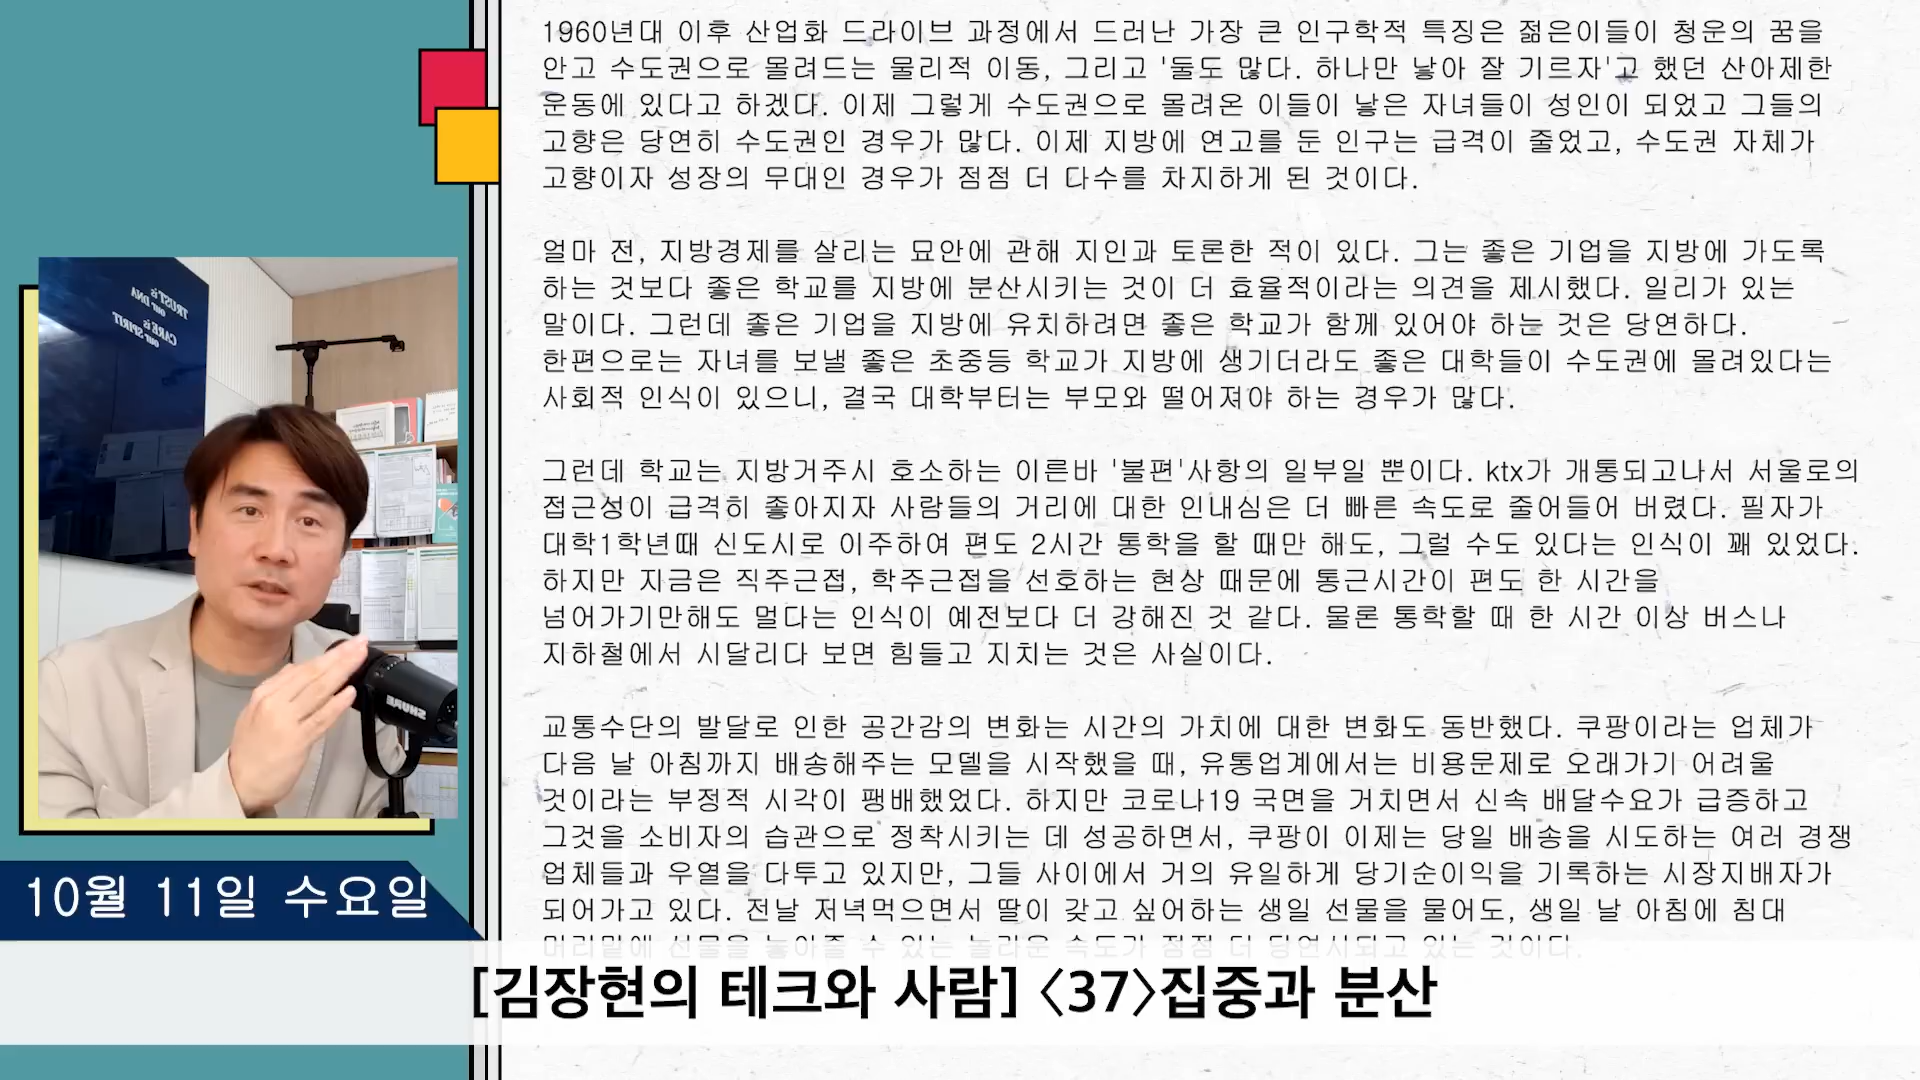 1960년대 이후 산업화 드라이브 과정에서 드러난 가장 큰 인구학적 특징은 젊은이들이 청운의 꿈을
안고 수도권으로 몰려드는 물리적 이동, 그리고 '둘도 많다. 하나만 낳아 잘 기르자'고 했던 산아제한
운동에 있다고 하겠다. 이제 그렇게 수도권으로 몰려온 이들이 낳은 자녀들이 성인이 되었고 그들의
고향은 당연히 수도권인 경우가 많다. 이제 지방에 연고를 둔 인구는 급격이 줄었고, 수도권 자체가
고향이자 성장의 무대인 경우가 점점 더 다수를 차지하게 된 것이다.
얼마 전, 지방경제를 살리는 묘안에 관해 지인과 토론한 적이 있다. 그는 좋은 기업을 지방에 가도록
하는 것보다 좋은 학교를 지방에 분산시키는 것이 더 효율적이라는 의견을 제시했다. 일리가 있는
말이다. 그런데 좋은 기업을 지방에 유치하려면 좋은 학교가 함께 있어야 하는 것은 당연하다.
한편으로는 자녀를 보낼 좋은 초중등 학교가 지방에 생기더라도 좋은 대학들이 수도권에 몰려있다는
사회적 인식이 있으니, 결국 대학부터는 부모와 떨어져야 하는 경우가 많다.
그런데 학교는 지방거주시 호소하는 이른바 '불편'사항의 일부일 뿐이다. ktx가 개통되고나서 서울로의
접근성이 급격히 좋아지자 사람들의 거리에 대한 인내심은 더 빠른 속도로 줄어들어 버렸다. 필자가
대학1학년때 신도시로 이주하여 편도 2시간 통학을 할 때만 해도, 그럴 수도 있다는 인식이 꽤 있었다.
하지만 지금은 직주근접, 학주근접을 선호하는 현상 때문에 통근시간이 편도 한 시간을
넘어가기만해도 멀다는 인식이 예전보다 더 강해진 것 같다. 물론 통학할 때 한 시간 이상 버스나
지하철에서 시달리다 보면 힘들고 지치는 것은 사실이다.
교통수단의 발달로 인한 공간감의 변화는 시간의 가치에 대한 변화도 동반했다. 쿠팡이라는 업체가
다음 날 아침까지 배송해주는 모델을 시작했을 때, 유통업계에서는 비용문제로 오래가기 어려울
것이라는 부정적 시각이 팽배했었다. 하지만 코로나19 국면을 거치면서 신속 배달수요가 급증하고
그것을 소비자의 습관으로 정착시키는 데 성공하면서, 쿠팡이 이제는 당일 배송을 시도하는 여러 경쟁
업체들과 우열을 다투고 있지만, 그들 사이에서 거의 유일하게 당기순이익을 기록하는 시장지배자가
되어가고 있다. 전날 저녁먹으면서 딸이 갖고 싶어하는 생일 선물을 물어도, 생일 날 아침에 침대
머리맡에 선물을 놓아줄 수 있는 놀라운 속도가 점점 더 당연시되고 있는 것이다.
TRUST is
our DNA
CARE is
our SPIRIT
SHURE
10월 11일 수요일
[김장현의 테크와 사람] <37>집중과 분산